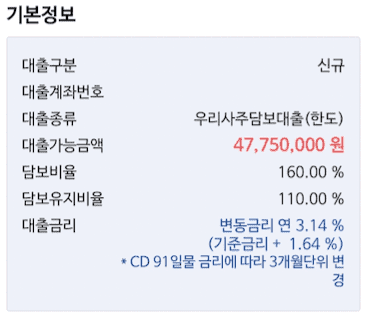 기본정보
대출구분 신규
대출계좌번호
대출종류 우리사주담보대출(한도)
대출가능금액 47,750,000 원
담보비율 160.00 %
담보유지비율 110.00 %
대출금리 변동금리 연 3.14 %
(기준금리 + 1.64 %)
* CD 91일물 금리에 따라 3개월단위 변
경